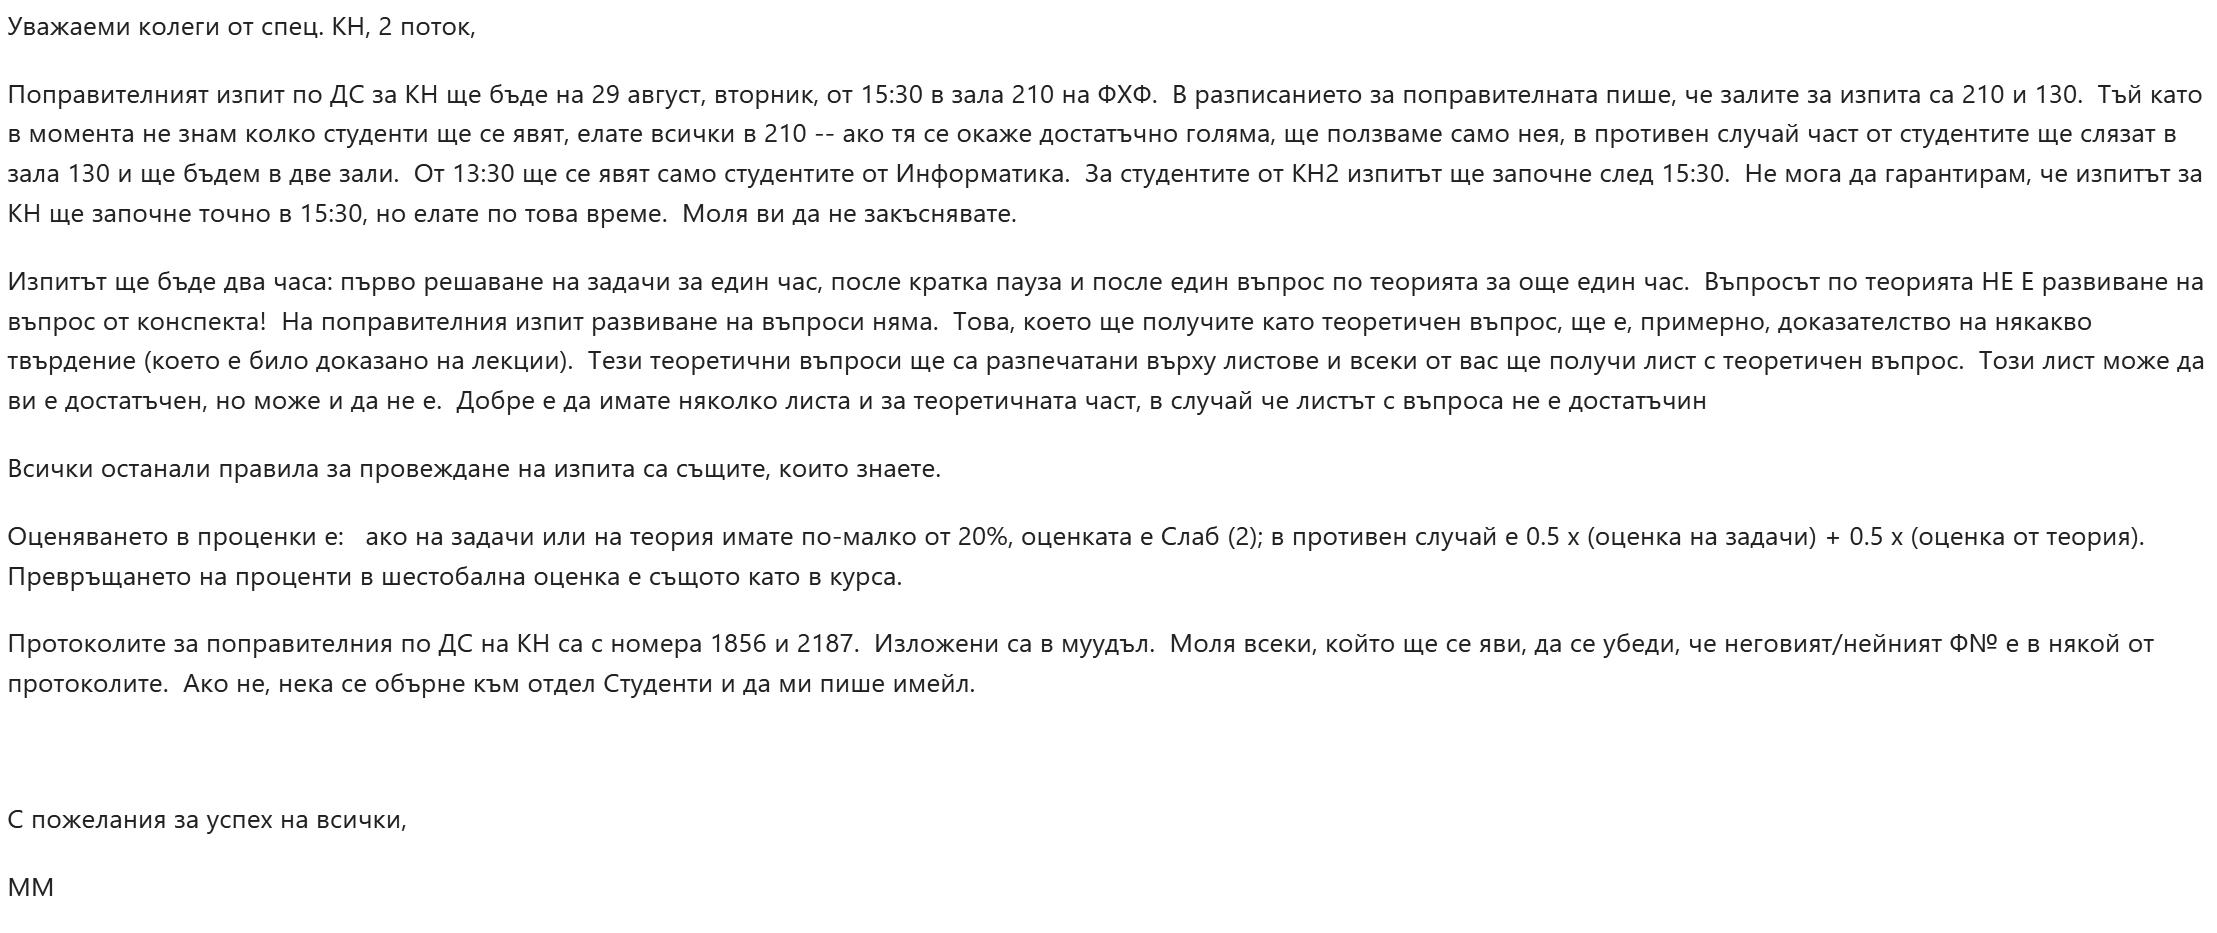 Уважаеми колеги от спец. КН, 2 поток,
Поправителният изпит по ДС за КН ще бъде на 29 август, вторник, от 15:30 в зала 210 на ФХФ.  В разписанието за поправителната пише, че залите за изпита са 210 и 130.  Тъй като
в момента не знам колко студенти ще се явят, елате всички в 210 -- ако тя се окаже достатъчно голяма, ще ползваме само нея, в противен случай част от студентите ще слязат в
зала 130 и ще бъдем в две зали.  От 13:30 ще се явят само студентите от Информатика.  За студентите от КН2 изпитът ще започне след 15:30.  Не мога да гарантирам, че изпитът за
КН ще започне точно в 15:30, но елате по това време.  Моля ви да не закъснявате.
Изпитът ще бъде два часа: първо решаване на задачи за един час, после кратка пауза и после един въпрос по теорията за още един час.  Въпросът по теорията НЕ Е развиване на
въпрос от конспекта!  На поправителния изпит развиване на въпроси няма.  Това, което ще получите като теоретичен въпрос, ще е, примерно, доказателство на някакво
твърдение (което е било доказано на лекции).  Тези теоретични въпроси ще са разпечатани върху листове и всеки от вас ще получи лист с теоретичен въпрос.  Този лист може да
ви е достатъчен, но може и да не е.  Добре е да имате няколко листа и за теоретичната част, в случай че листът с въпроса не е достатъчин
Всички останали правила за провеждане на изпита са същите, които знаете.
Оценяването в проценки е:   ако на задачи или на теория имате по-малко от 20%, оценката е Слаб (2); в противен случай е 0.5 x (оценка на задачи) + 0.5 x (оценка от теория).
Превръщането на проценти в шестобална оценка е същото като в курса.
Протоколите за поправителния по ДС на КН са с номера 1856 и 2187.  Изложени са в муудъл.  Моля всеки, който ще се яви, да се убеди, че неговият/нейният Ф№ е в някой от
протоколите.  Ако не, нека се обърне към отдел Студенти и да ми пише имейл.
С пожелания за успех на всички,
ММ